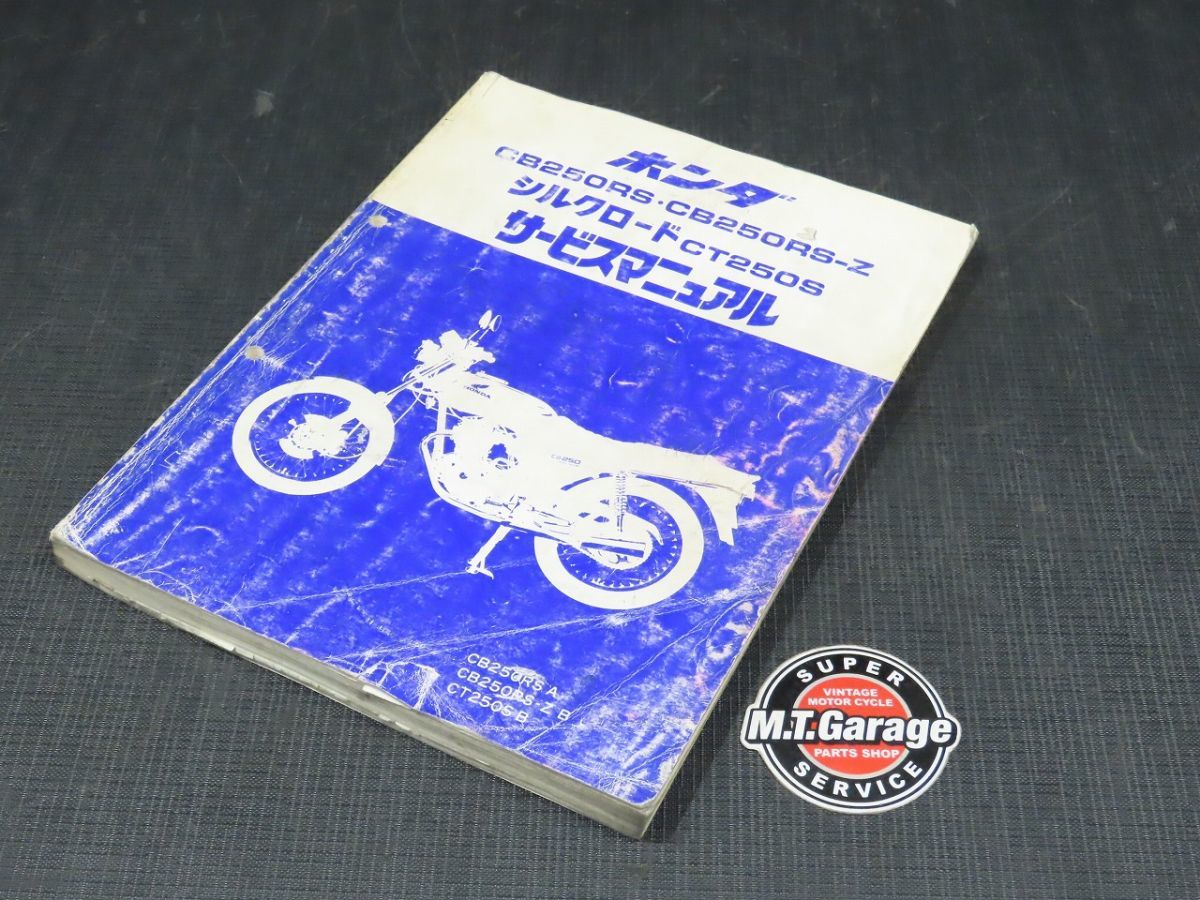 ホンダ
CB250RS・CB250RS-Z
シルクロードCT250S
サービスマニュアル
HONDA
CB250
CB250RS A
CB250RS-Z B
CT250S B
SUPER
VINTAGE
MOTOR CYCLE
M.T.Garage
PARTS SHOP
SERVICE